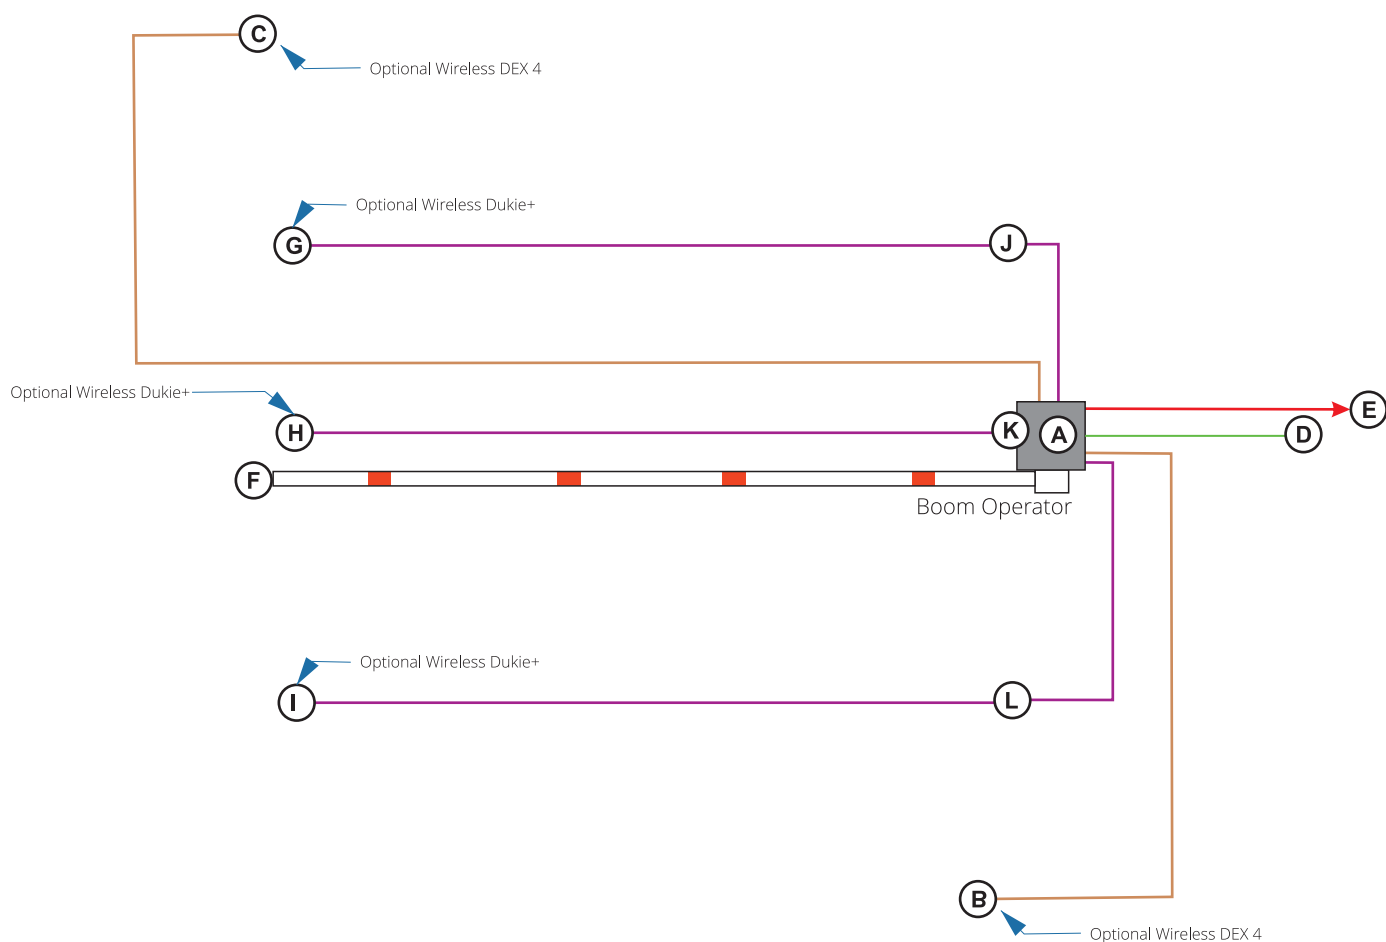 C
Optional Wireless DEX 4
Optional Wireless Dukie+
G
J
Optional Wireless Dukie+
H
K
A
E
D
F
Boom Operator
Optional Wireless Dukie+
I
L
B
Optional Wireless DEX 4